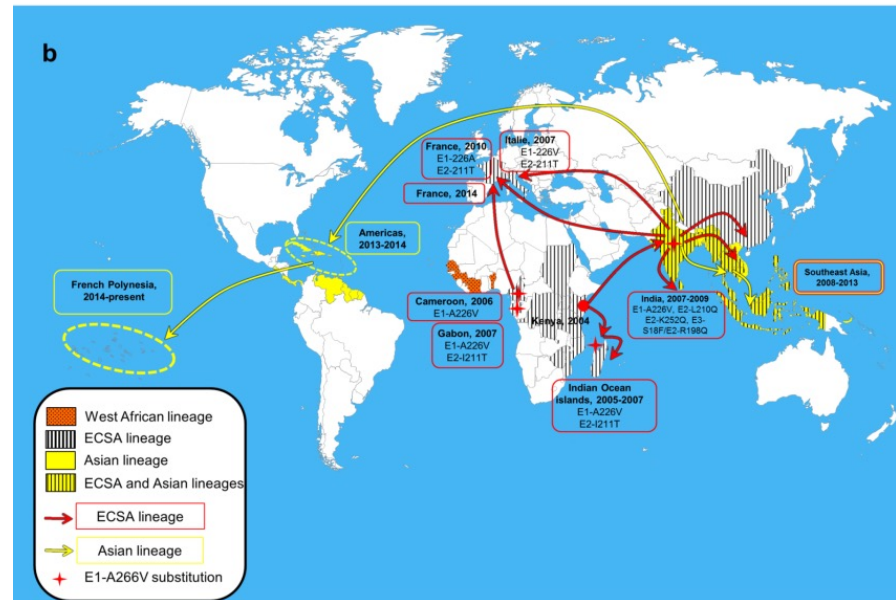 b
France, 2010
E1-226A
E2-211T
Italie, 2007
E1-226V
E2-211T
France, 2014
Americas,
2013-2014
French Polynesia,
2014-present
Southeast Asia,
2008-2013
Cameroon, 2006
E1-A226V
Kenya, 2004
India, 2007-2009
E1-A226V, E2-L210Q
E2-K252Q, E3-
S18F/E2-R198Q
Gabon, 2007
E1-A226V
E2-I211T
Indian Ocean
islands, 2005-2007
E1-A226V
E2-I211T
West African lineage
ECSA lineage
Asian lineage
ECSA and Asian lineages
ECSA lineage
Asian lineage
E1-A266V substitution